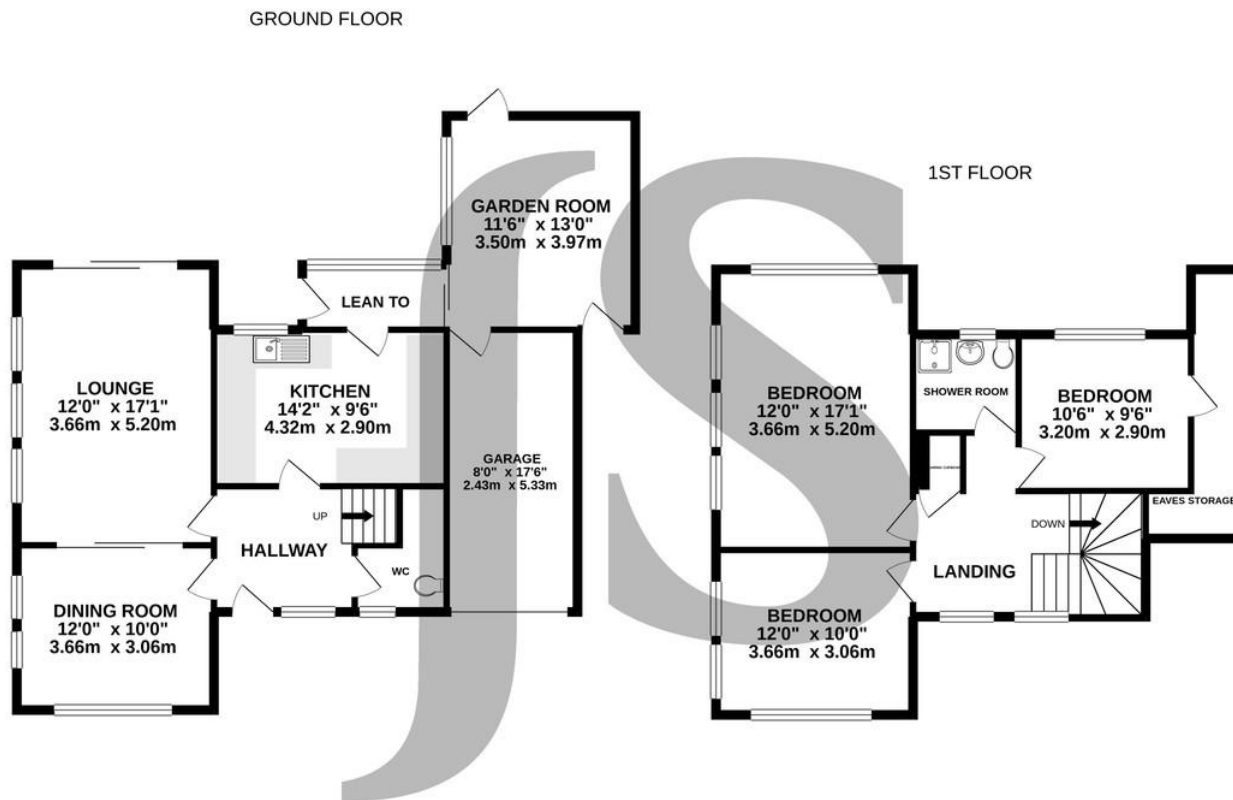 GROUND FLOOR
GARDEN ROOM
11'6" x 13'0"
3.50m x 3.97m
LEAN TO
LOUNGE
12'0" x 17'1"
3.66m x 5.20m
KITCHEN
14'2" x 9'6"
4.32m x 2.90m
GARAGE
8'0" x 17'6"
2.43m x 5.33m
UP
HALLWAY
WC
DINING ROOM
12'0" x 10'0"
3.66m x 3.06m
1ST FLOOR
BEDROOM
12'0" x 17'1"
3.66m x 5.20m
SHOWER ROOM
BEDROOM
10'6" x 9'6"
3.20m x 2.90m
EAVES STORAGE
DOWN
LANDING
BEDROOM
12'0" x 10'0"
3.66m x 3.06m
JS